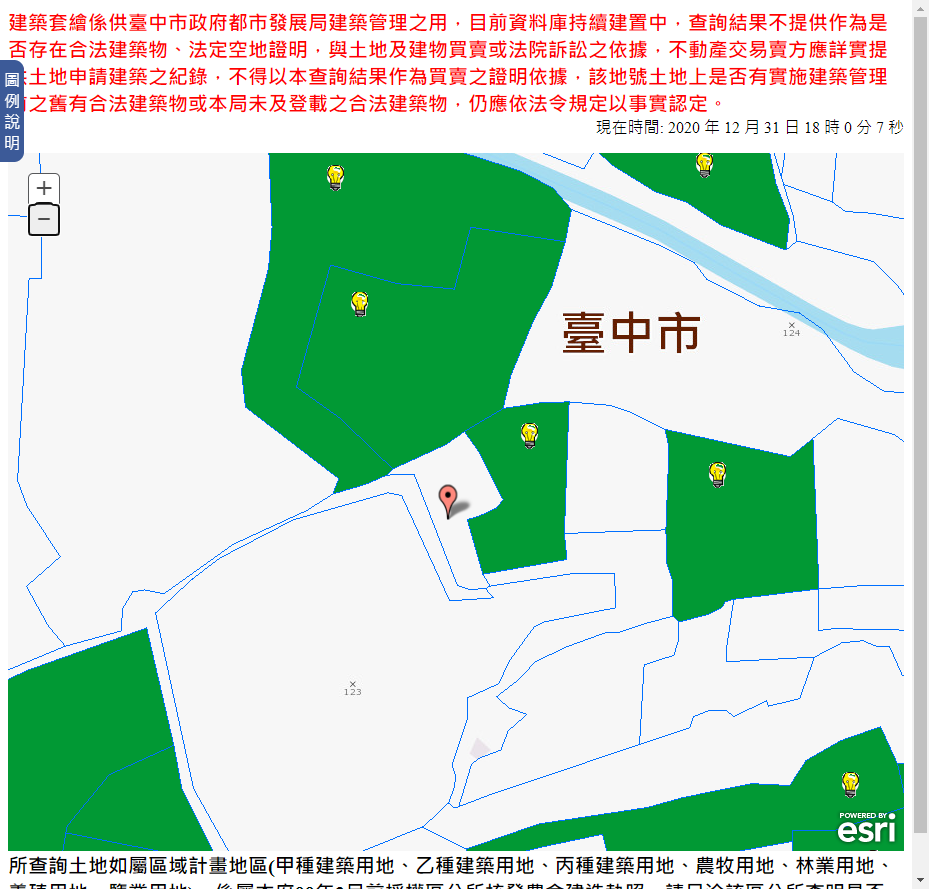 建築套繪係供臺中市政府都市發展局建築管理之用，目前資料庫持續建置中，查詢結果不提供作為是
否存在合法建築物、法定空地證明，與土地及建物買賣或法院訴訟之依據，不動產交易賣方應詳實提
土地申請建築之紀錄，不得以本查詢結果作為買賣之證明依據，該地號土地上是否有實施建築管理
之舊有合法建築物或本局未及登載之合法建築物，仍應依法令規定以事實認定。
圖例說明
現在時間: 2020 年 12 月 31 日 18 時 0 分 7 秒
+
−
臺中市
124
123
POWERED BY
esri
所查詢土地如屬區域計畫地區(甲種建築用地、乙種建築用地、丙種建築用地、農牧用地、林業用地、